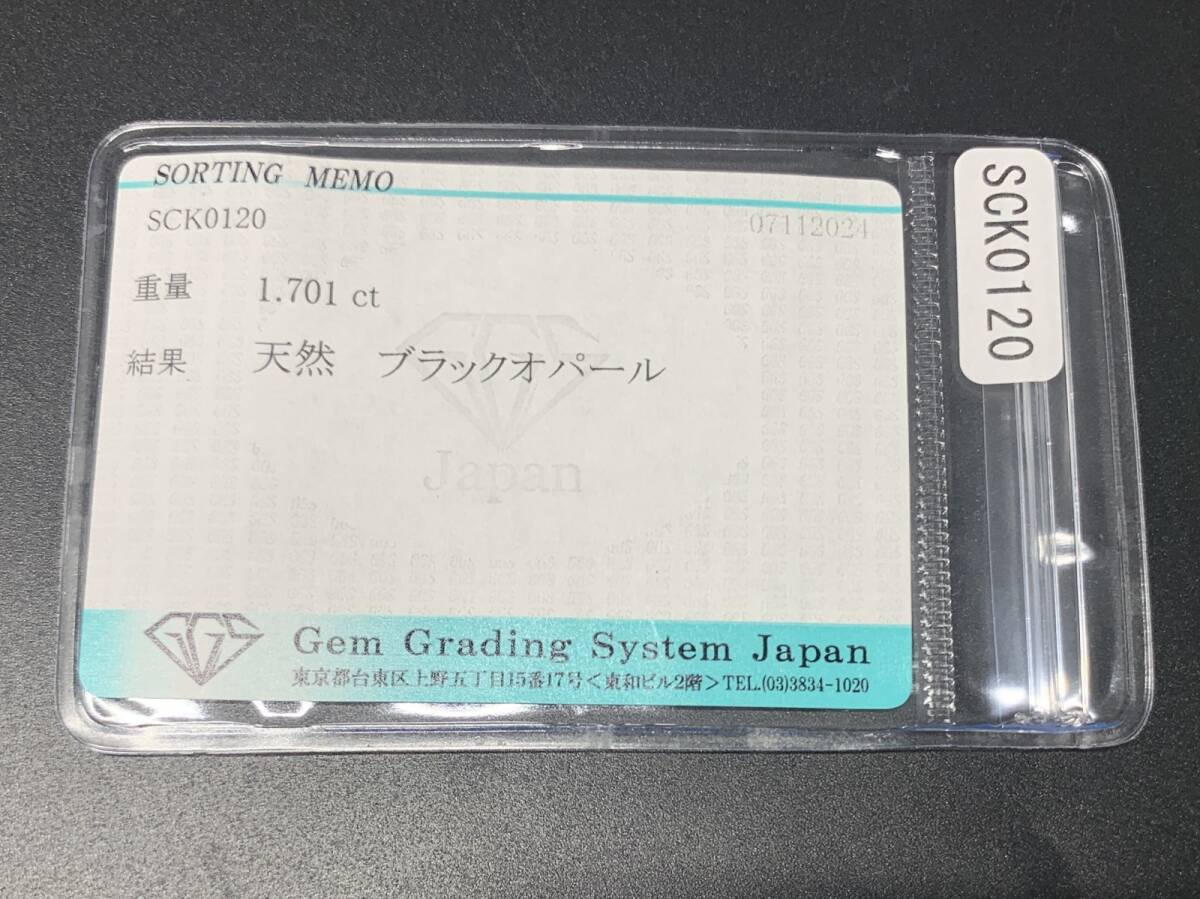 SORTING MEMO
SCK0120
07112024
重量 1.701 ct
結果 天然 ブラックオパール
Japan
GGS
Gem Grading System Japan
東京都台東区上野五丁目15番17号<東和ビル2階>TEL.(03)3834-1020
SCK0120